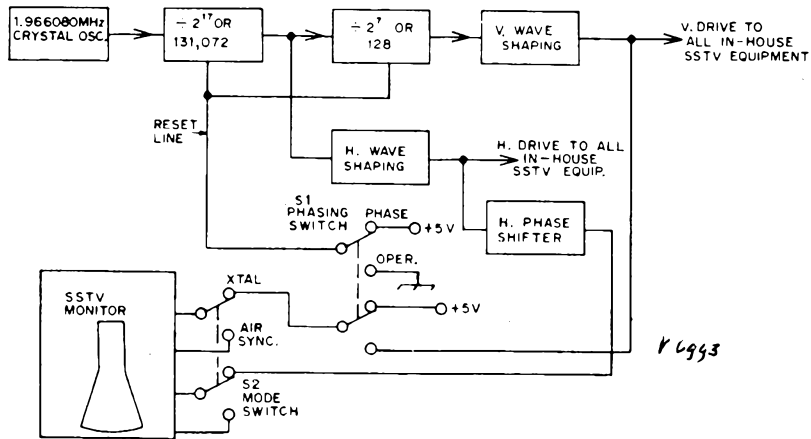 1.966080MHz
CRYSTAL OSC.
÷ 2¹⁷ OR
131,072
÷ 2⁷ OR
128
V. WAVE
SHAPING
V. DRIVE TO
ALL IN-HOUSE
SSTV EQUIPMENT
RESET
LINE
H. WAVE
SHAPING
H. DRIVE TO ALL
IN-HOUSE
SSTV EQUIP.
S1
PHASING
SWITCH
PHASE
+5V
H. PHASE
SHIFTER
OPER.
SSTV
MONITOR
XTAL
+5V
AIR
SYNC.
S2
MODE
SWITCH